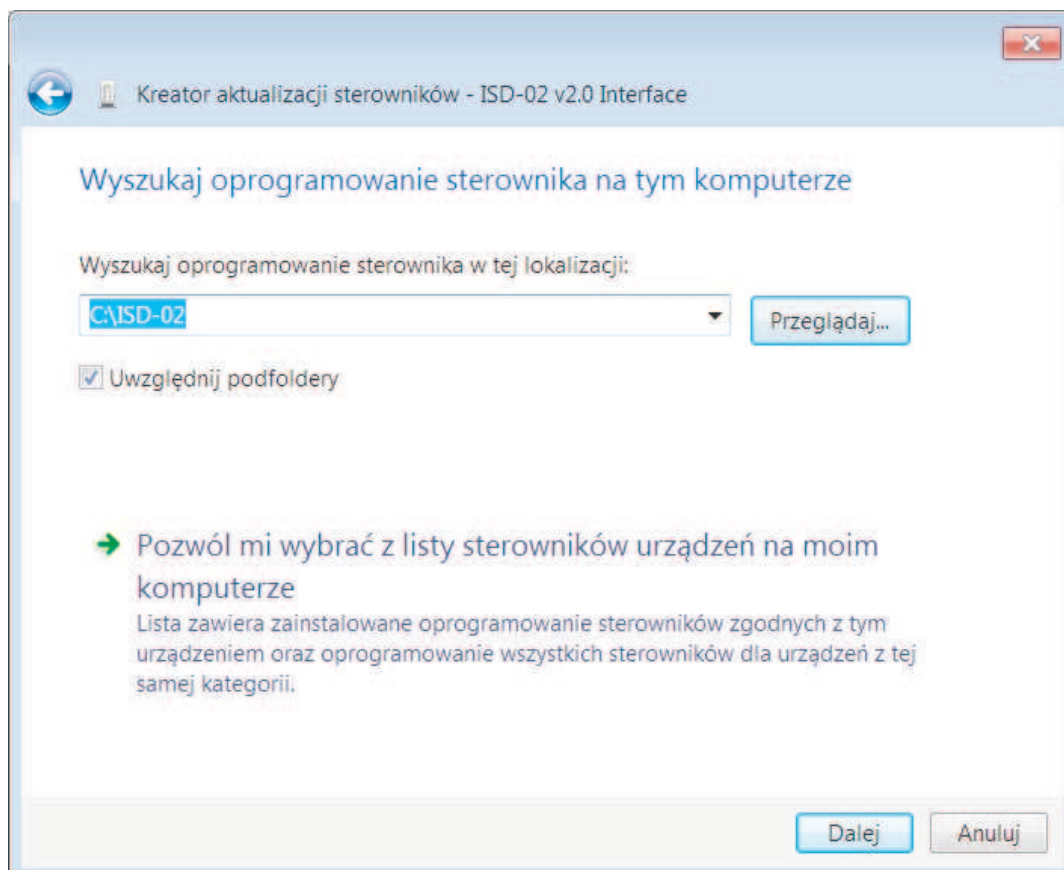 Kreator aktualizacji sterowników - ISD-02 v2.0 Interface
Wyszukaj oprogramowanie sterownika na tym komputerze
Wyszukaj oprogramowanie sterownika w tej lokalizacji:
C:\ISD-02
Przeglądaj...
Uwzględnij podfoldery
Pozwól mi wybrać z listy sterowników urządzeń na moim
komputerze
Lista zawiera zainstalowane oprogramowanie sterowników zgodnych z tym
urządzeniem oraz oprogramowanie wszystkich sterowników dla urządzeń z tej
samej kategorii.
Dalej
Anuluj